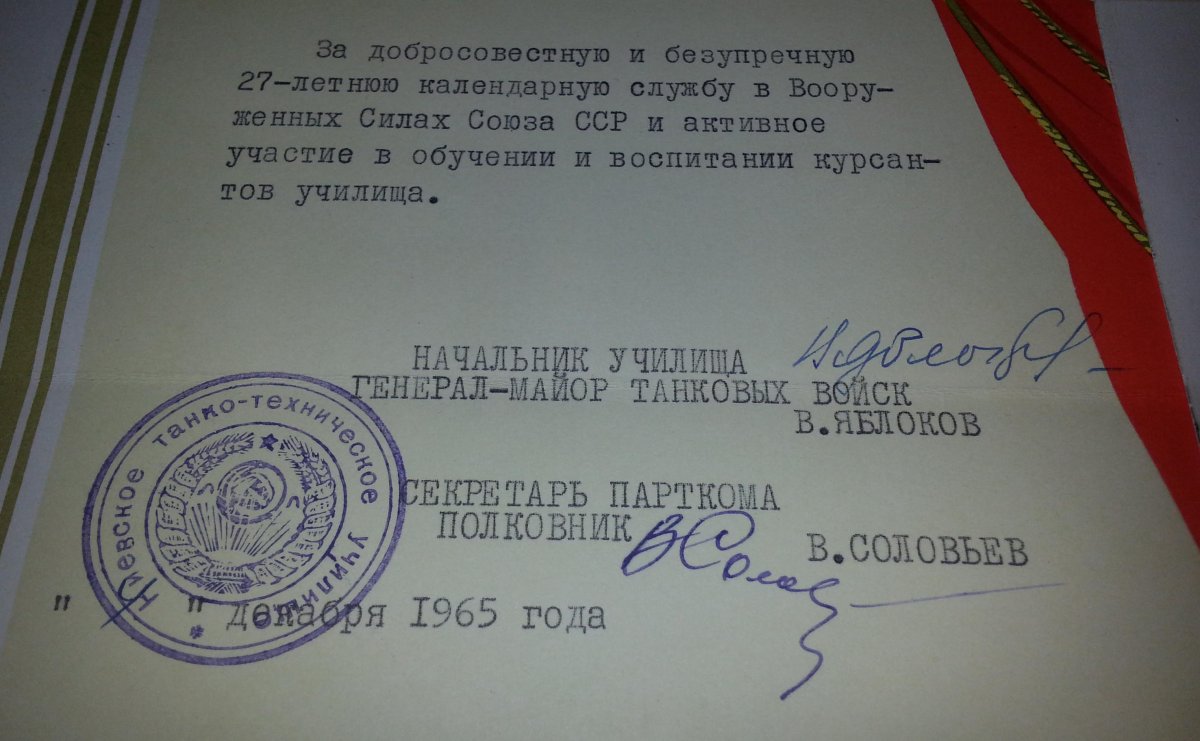 За добросовестную и безупречную
27-летнюю календарную службу в Воору-
женных Силах Союза ССР и активное
участие в обучении и воспитании курсан-
тов училища.
НАЧАЛЬНИК УЧИЛИЩА
ГЕНЕРАЛ-МАЙОР ТАНКОВЫХ ВОЙСК
В.ЯБЛОКОВ
СЕКРЕТАРЬ ПАРТКОМА
ПОЛКОВНИК
В.СОЛОВЬЕВ
" " декабря 1965 года
Киевское танко-техническое училище *